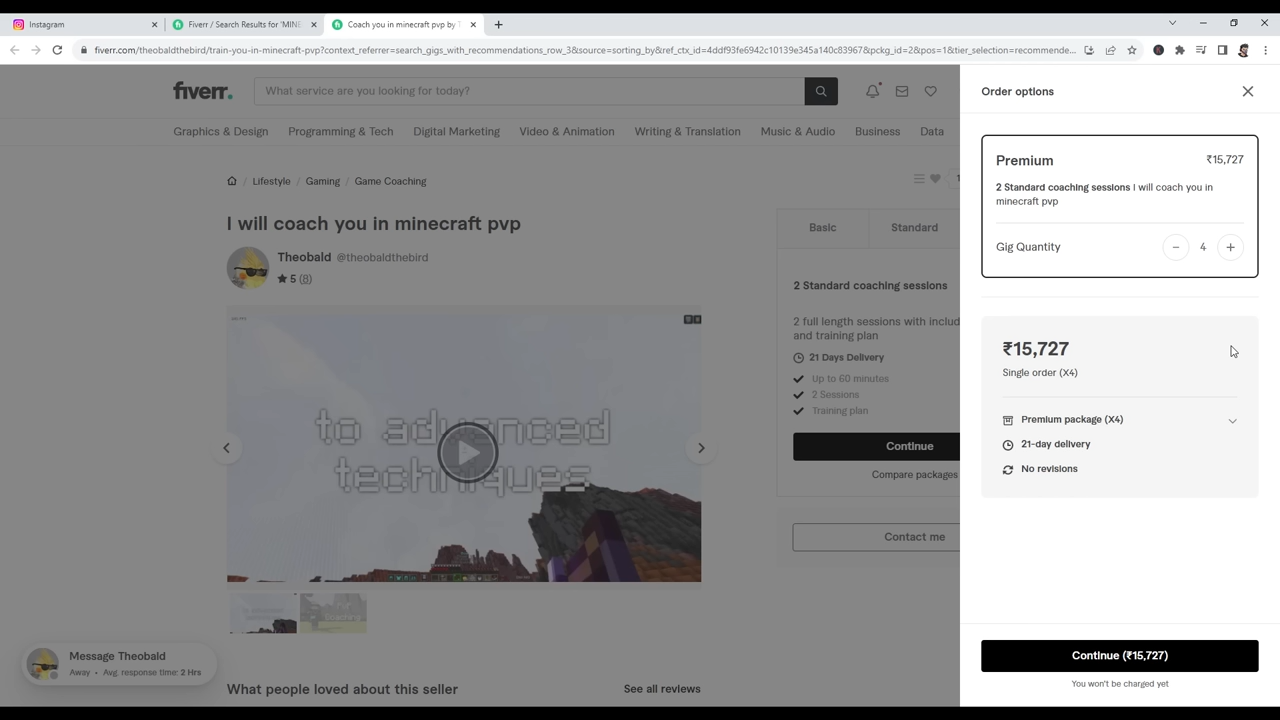 Instagram
Fiverr / Search Results for 'MINE
Coach you in minecraft pvp by
fiverr.com/theobaldthebird/train-you-in-minecraft-pvp?context_referrer=search_gigs_with_recommendations_row_3&source=sorting_by&ref_ctx_id=4ddf93fe6942c10139e345a140c83967&pckg_id=2&pos=1&tier_selection=recommende...
fiverr.
What service are you looking for today?
Graphics & Design
Programming & Tech
Digital Marketing
Video & Animation
Writing & Translation
Music & Audio
Business
Data
Lifestyle / Gaming / Game Coaching
1
I will coach you in minecraft pvp
Theobald @theobaldthebird
5 (8)
to advanced
techniques
Basic
Standard
2 Standard coaching sessions
2 full length sessions with includ
and training plan
21 Days Delivery
Up to 60 minutes
2 Sessions
Training plan
Continue
Compare packages
Contact me
Message Theobald
Away • Avg. response time: 2 Hrs
What people loved about this seller
See all reviews
Order options
Premium
₹15,727
2 Standard coaching sessions I will coach you in
minecraft pvp
Gig Quantity
4
₹15,727
Single order (X4)
Premium package (X4)
21-day delivery
No revisions
Continue (₹15,727)
You won't be charged yet